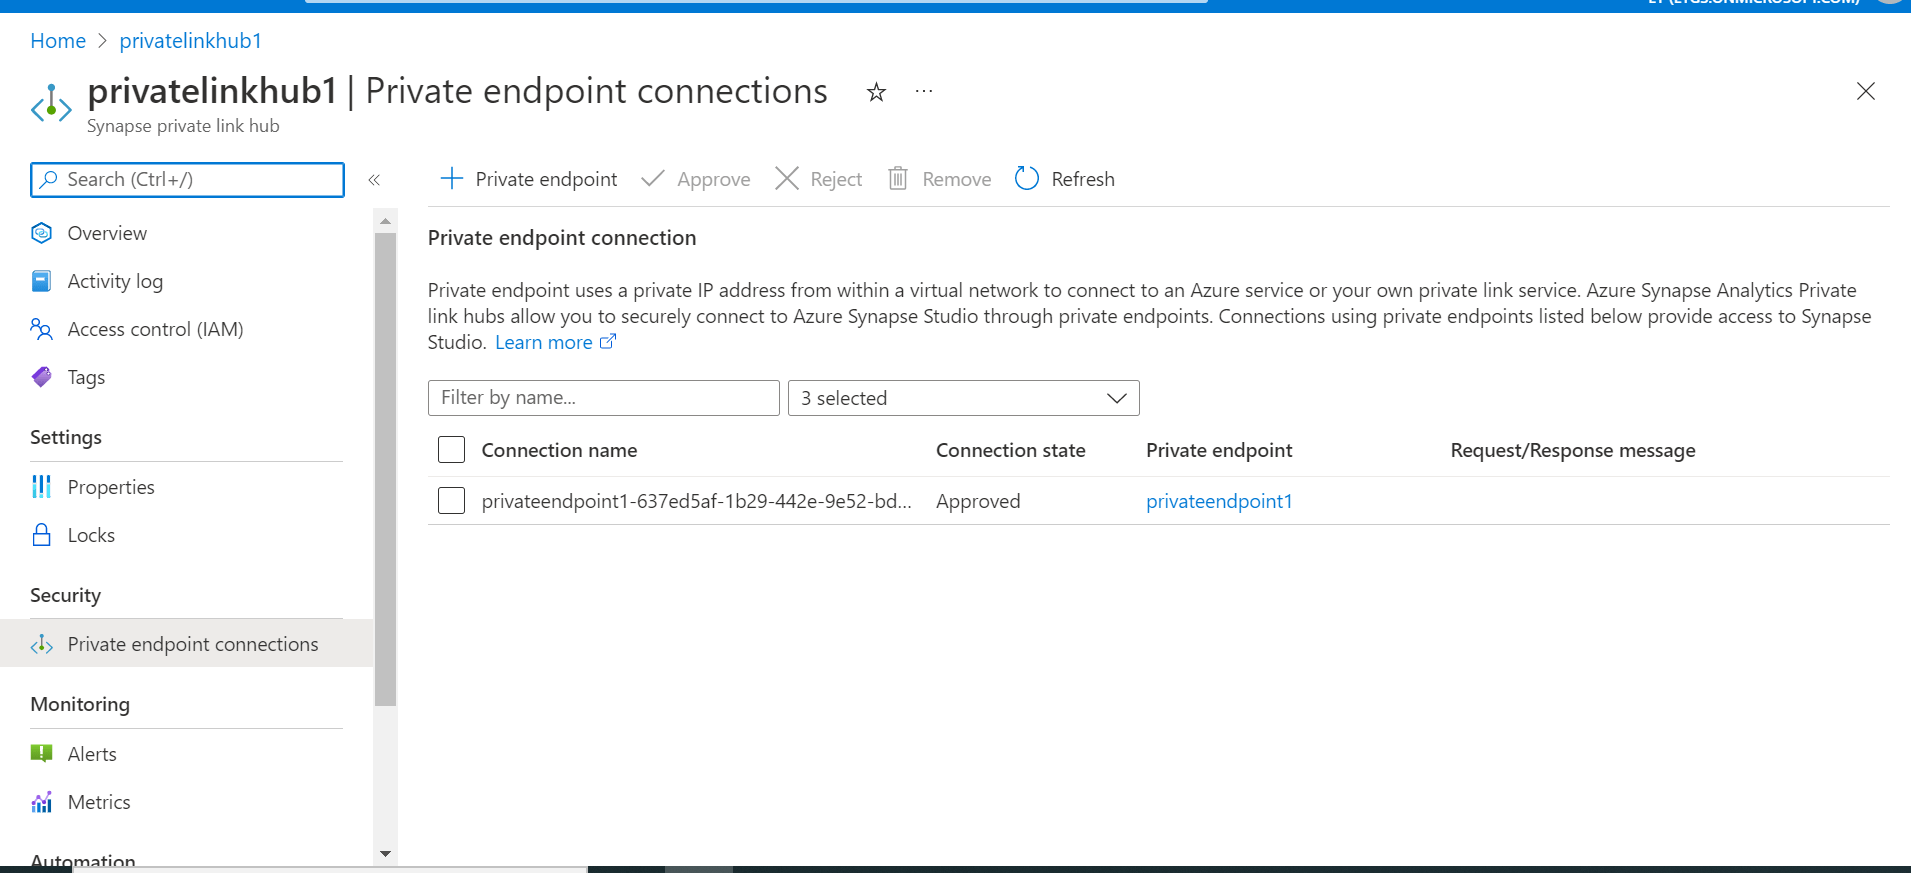 Home > privatelinkhub1
privatelinkhub1 | Private endpoint connections ☆ ...
Synapse private link hub
Search (Ctrl+/) «
Overview
Activity log
Access control (IAM)
Tags
Settings
Properties
Locks
Security
Private endpoint connections
Monitoring
Alerts
Metrics
Automation
Private endpoint Approve Reject Remove Refresh
Private endpoint connection
Private endpoint uses a private IP address from within a virtual network to connect to an Azure service or your own private link service. Azure Synapse Analytics Private
link hubs allow you to securely connect to Azure Synapse Studio through private endpoints. Connections using private endpoints listed below provide access to Synapse
Studio. Learn more
Filter by name... 3 selected
Connection name Connection state Private endpoint Request/Response message
privateendpoint1-637ed5af-1b29-442e-9e52-bd... Approved privateendpoint1